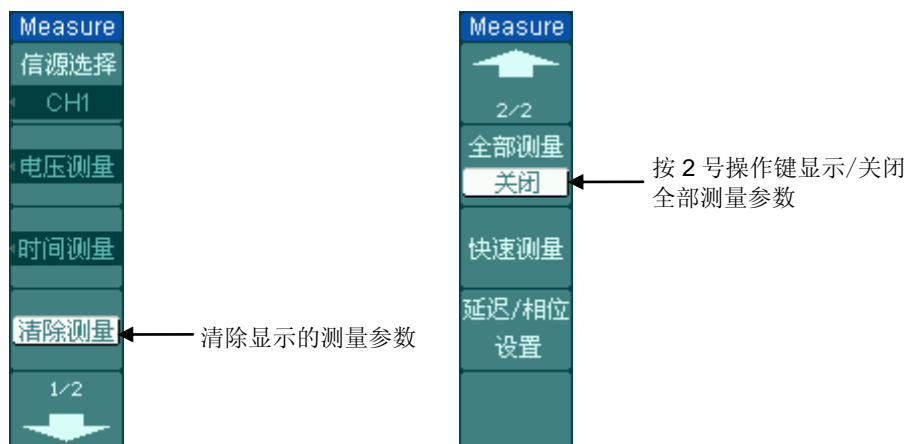 Measure
信源选择
CH1
电压测量
时间测量
清除测量
1/2
清除显示的测量参数
Measure
2/2
全部测量
关闭
快速测量
延迟/相位
设置
按 2 号操作键显示/关闭
全部测量参数